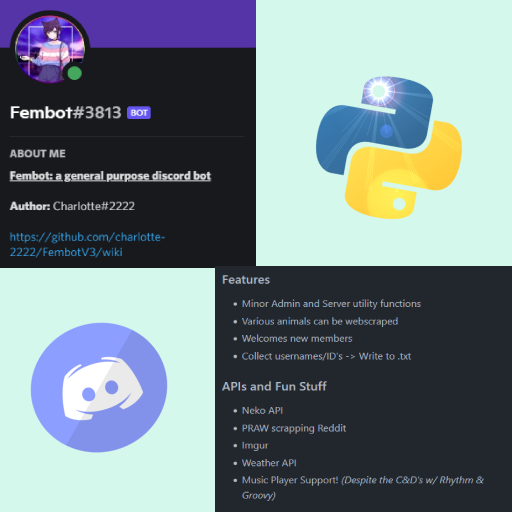 Fembot#3813 BOT
ABOUT ME
Fembot: a general purpose discord bot
Author: Charlotte#2222
https://github.com/charlotte-
2222/FembotV3/wiki
Features
Minor Admin and Server utility functions
Various animals can be webscraped
Welcomes new members
Collect usernames/ID's -> Write to .txt
APIs and Fun Stuff
Neko API
PRAW scrapping Reddit
Imgur
Weather API
Music Player Support! (Despite the C&D's w/ Rhythm &
Groovy)